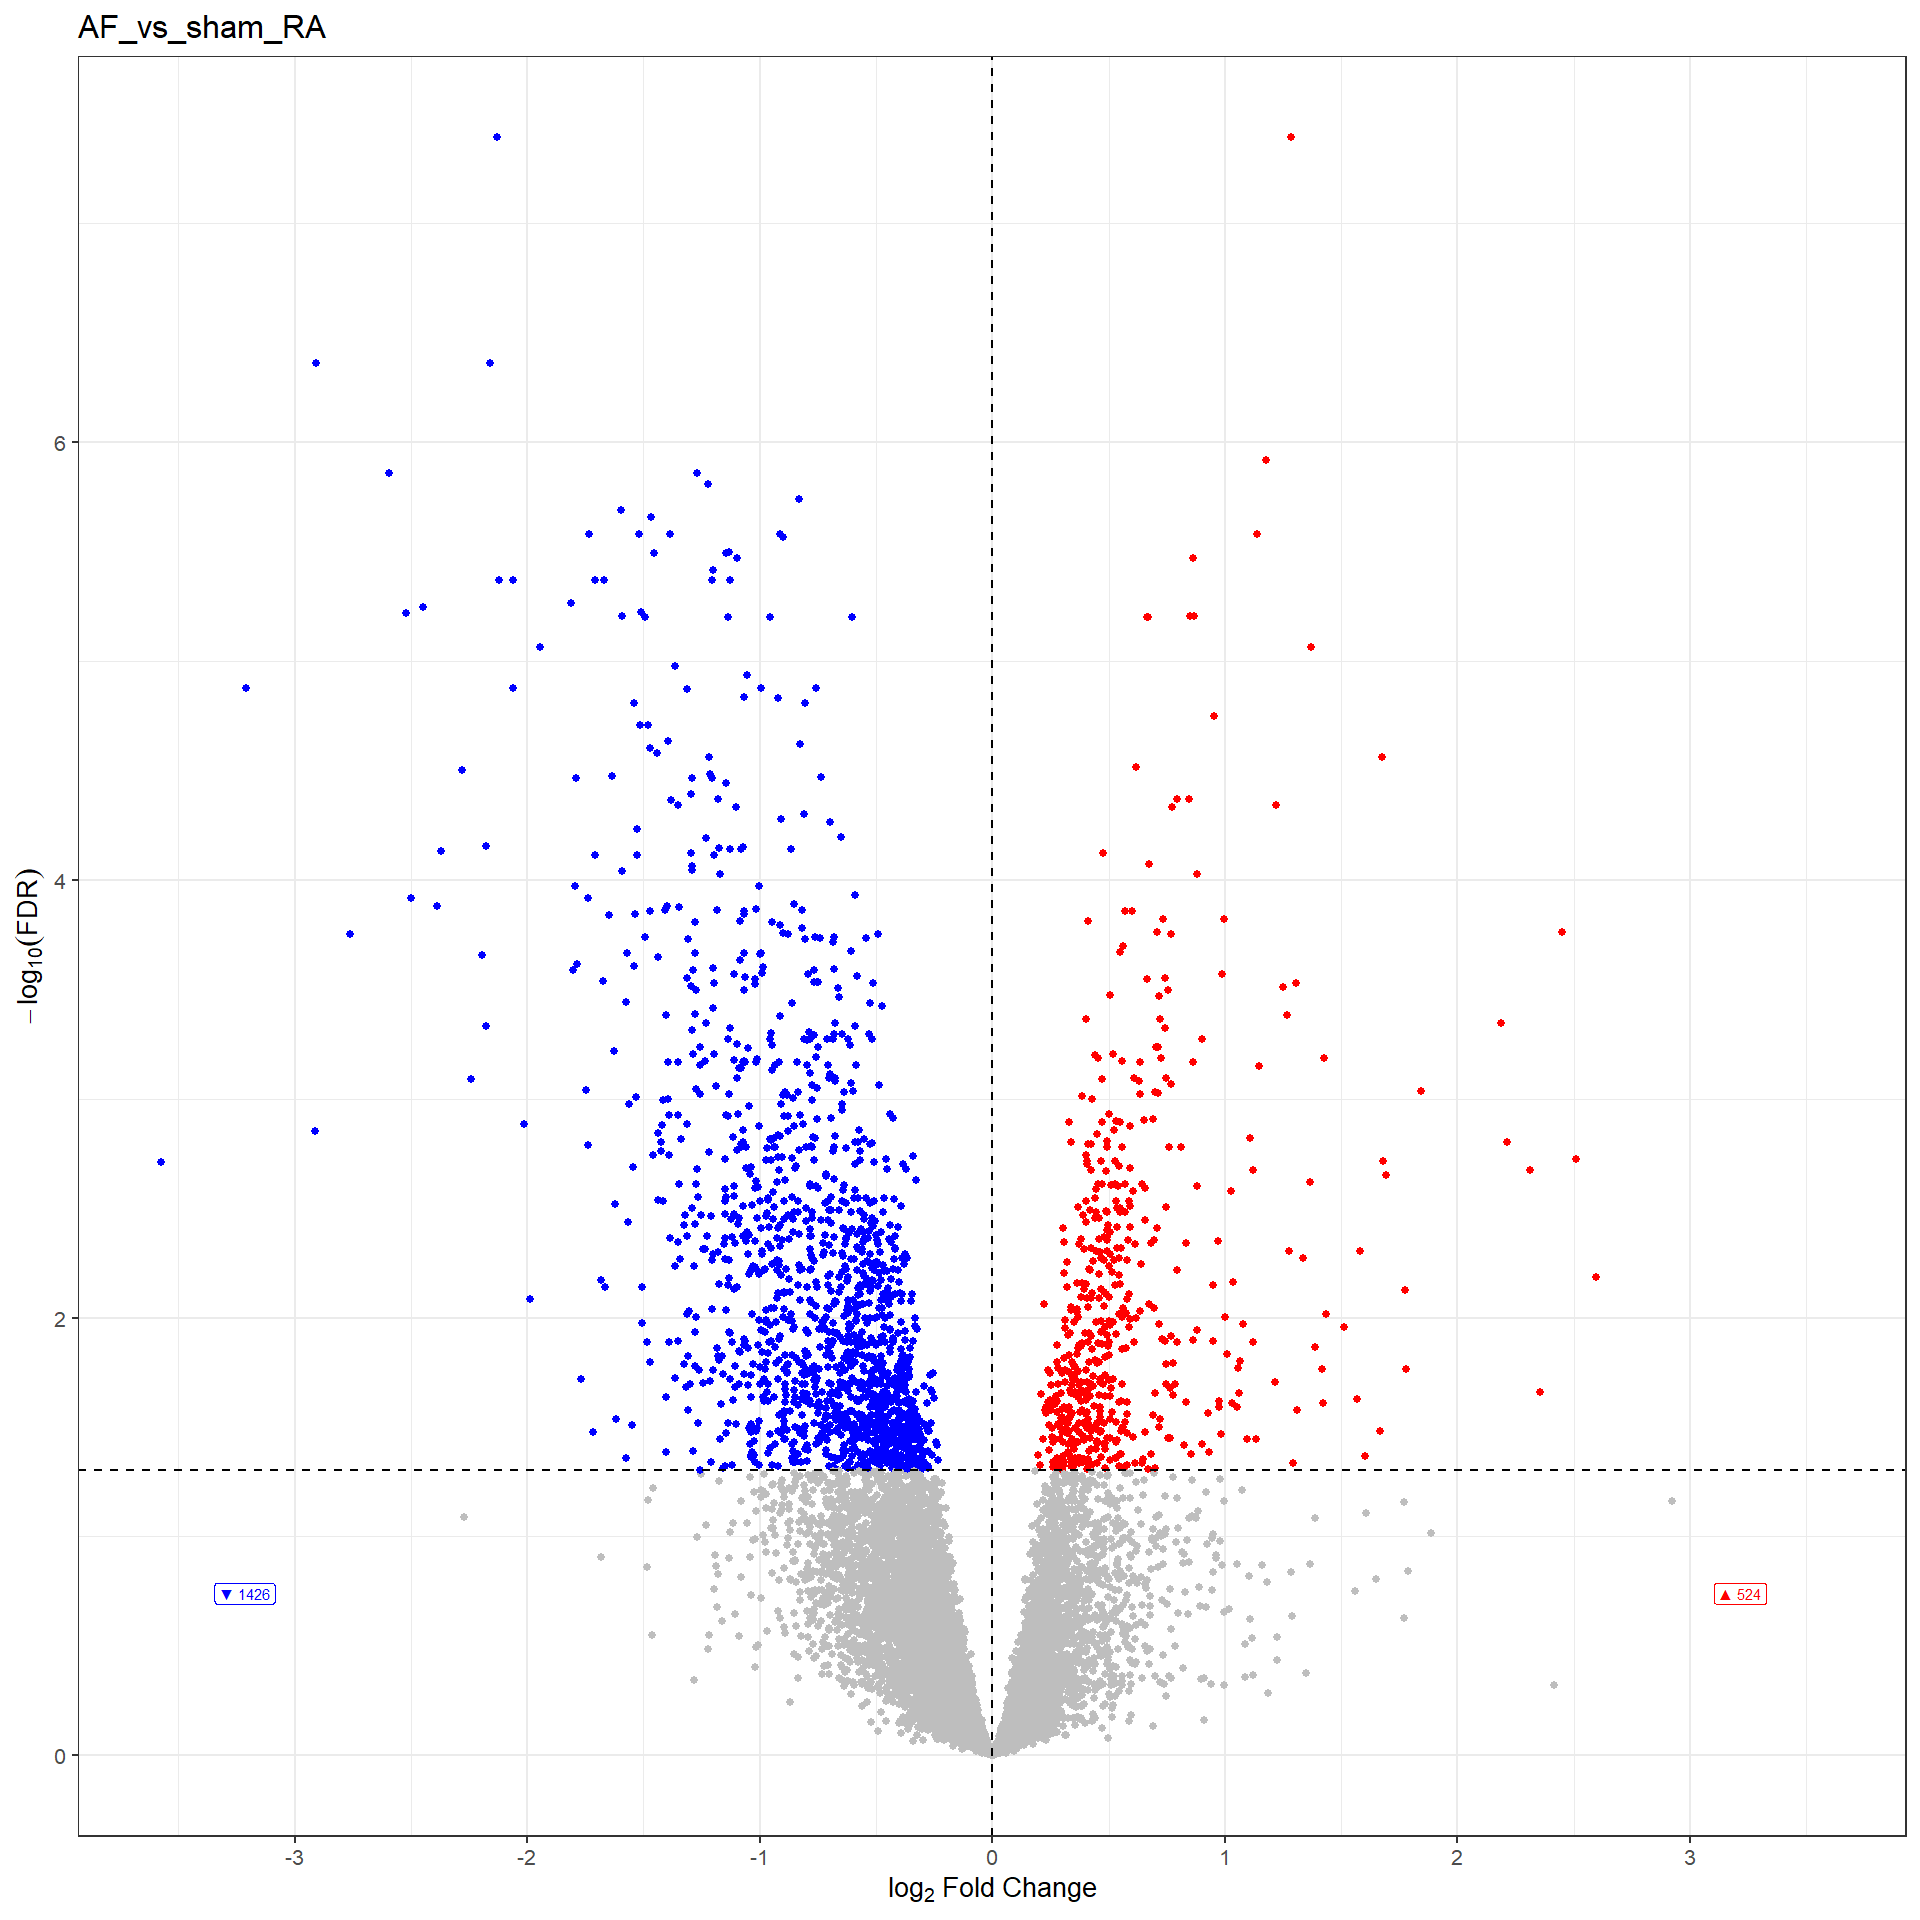 AF_vs_sham_RA
6
4
2
0
− log10(FDR)
▼ 1426
▲ 524
-3 -2 -1 0 1 2 3
log2 Fold Change